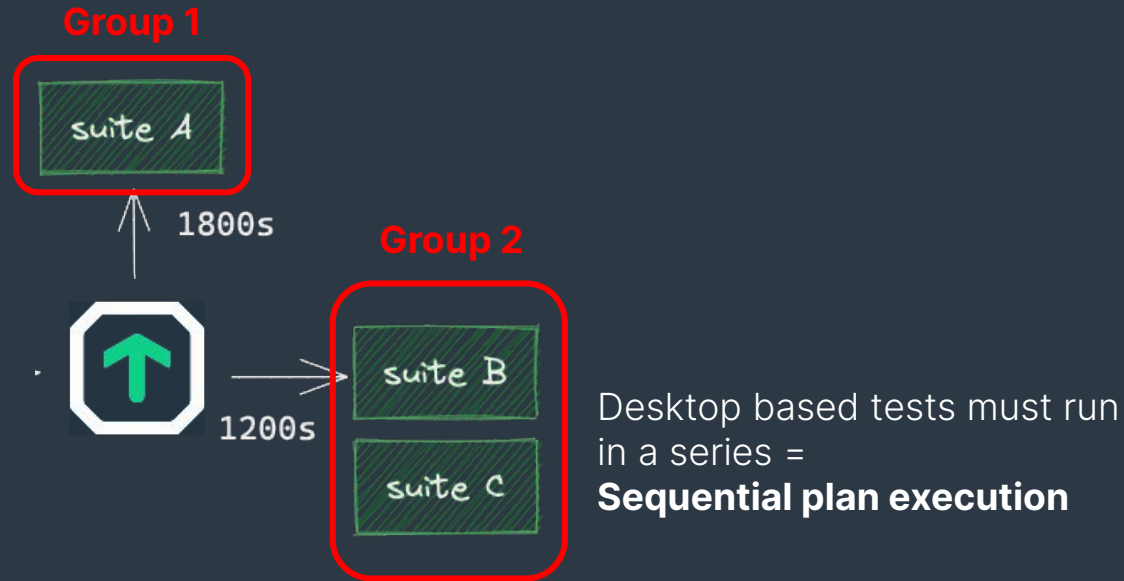 Group 1
suite A
1800s
Group 2
suite B
1200s
suite C
Desktop based tests must run
in a series =
Sequential plan execution